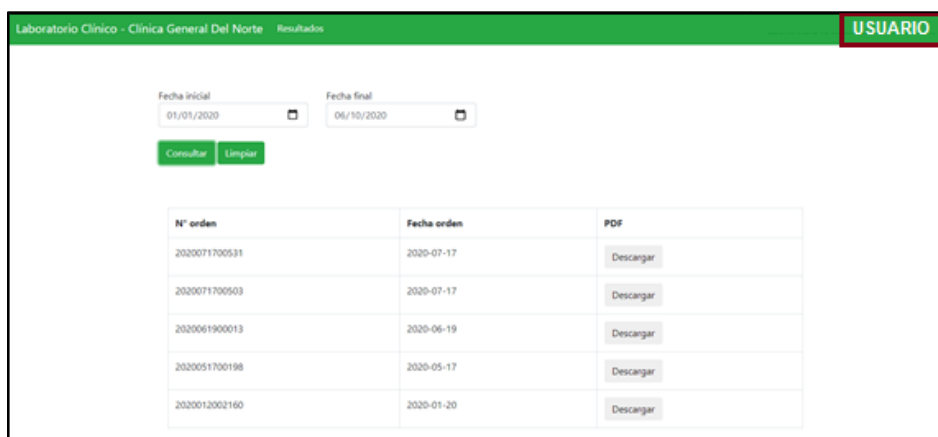 Laboratorio Clínico - Clínica General Del Norte Resultados USUARIO
Fecha inicial Fecha final
01/01/2020 06/10/2020
Consultar Limpiar
N° orden Fecha orden PDF
2020071700531 2020-07-17 Descargar
2020071700503 2020-07-17 Descargar
2020061900013 2020-06-19 Descargar
2020051700198 2020-05-17 Descargar
2020012002160 2020-01-20 Descargar